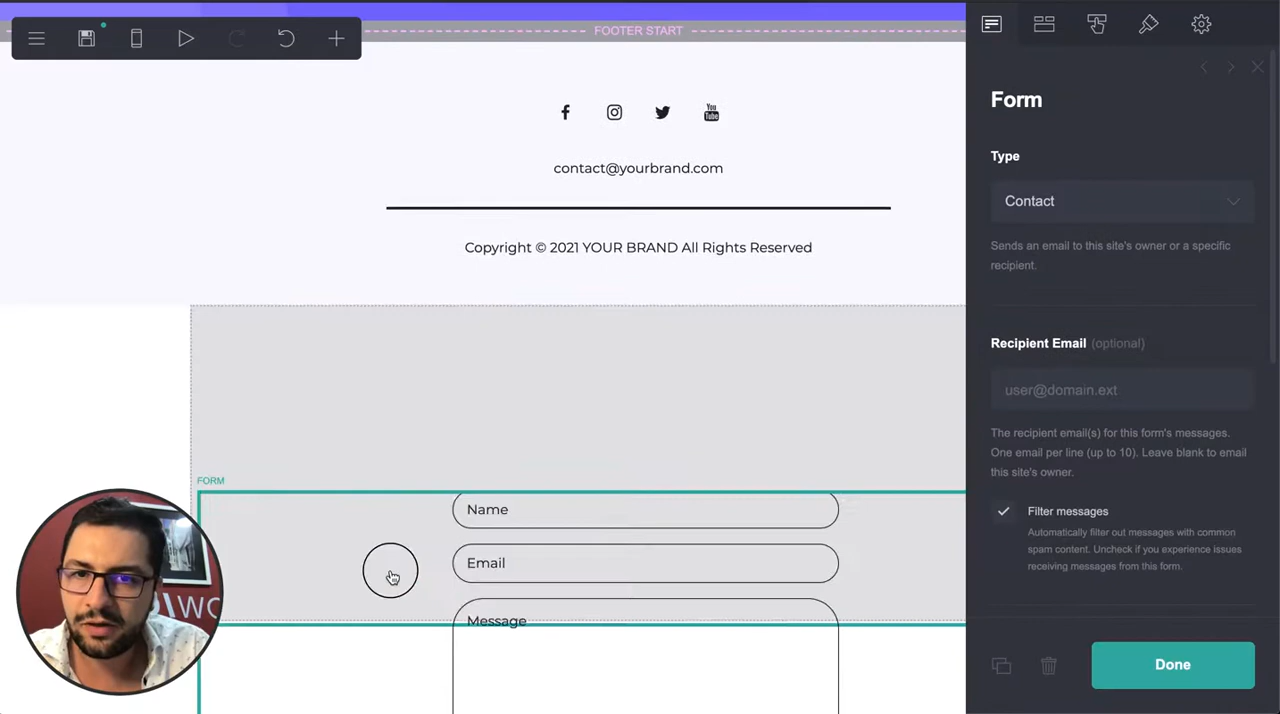 FOOTER START
You
Tube
contact@yourbrand.com
Copyright © 2021 YOUR BRAND All Rights Reserved
FORM
Name
Email
Message
Form
Type
Contact
Sends an email to this site's owner or a specific
recipient.
Recipient Email (optional)
user@domain.ext
The recipient email(s) for this form's messages.
One email per line (up to 10). Leave blank to email
this site's owner.
Filter messages
Automatically filter out messages with common
spam content. Uncheck if you experience issues
receiving messages from this form.
Done